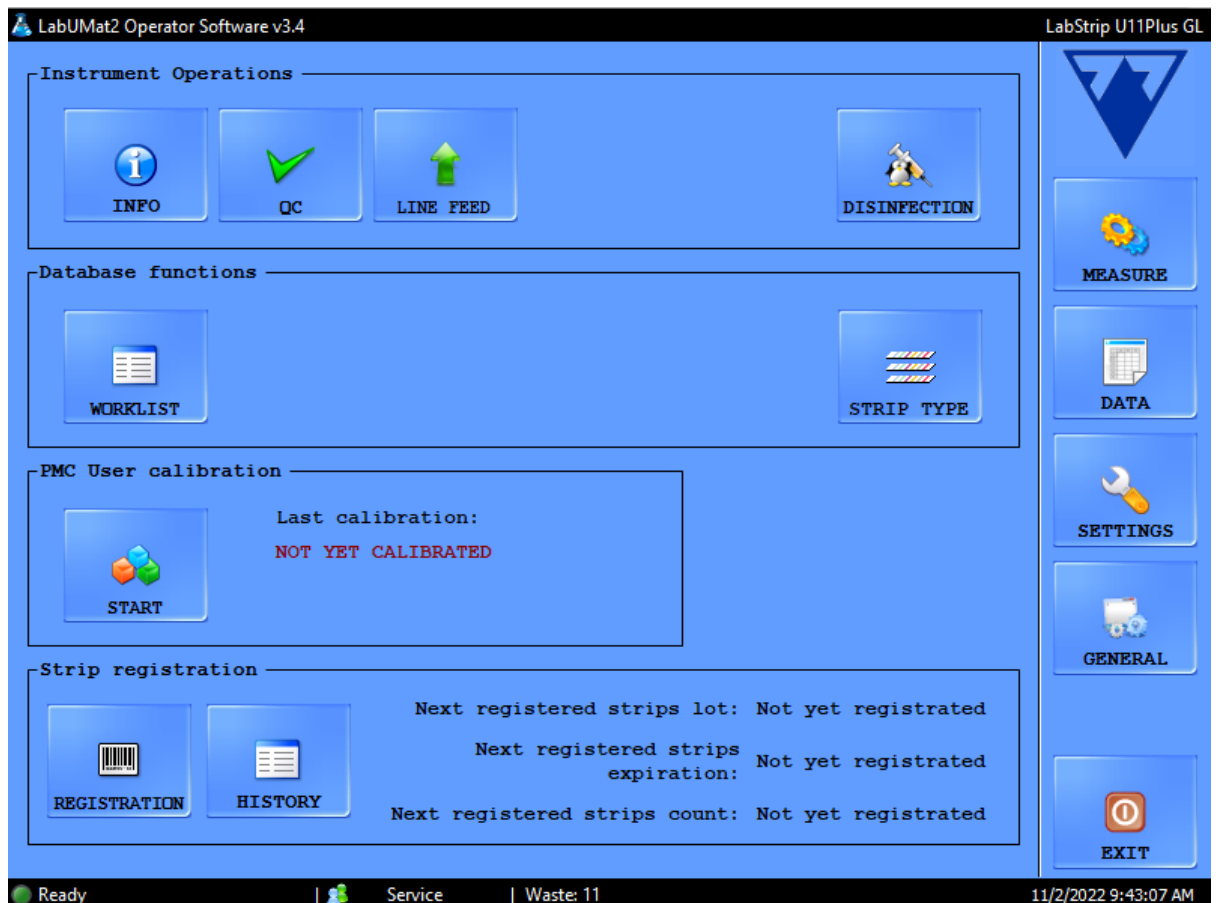 LabUMat2 Operator Software v3.4
LabStrip U11Plus GL
Instrument Operations
INFO
QC
LINE FEED
DISINFECTION
Database functions
WORKLIST
STRIP TYPE
PMC User calibration
START
Last calibration:
NOT YET CALIBRATED
Strip registration
REGISTRATION
HISTORY
Next registered strips lot: Not yet registrated
Next registered strips
expiration:
Not yet registrated
Next registered strips count: Not yet registrated
MEASURE
DATA
SETTINGS
GENERAL
EXIT
Ready | Service | Waste: 11
11/2/2022 9:43:07 AM